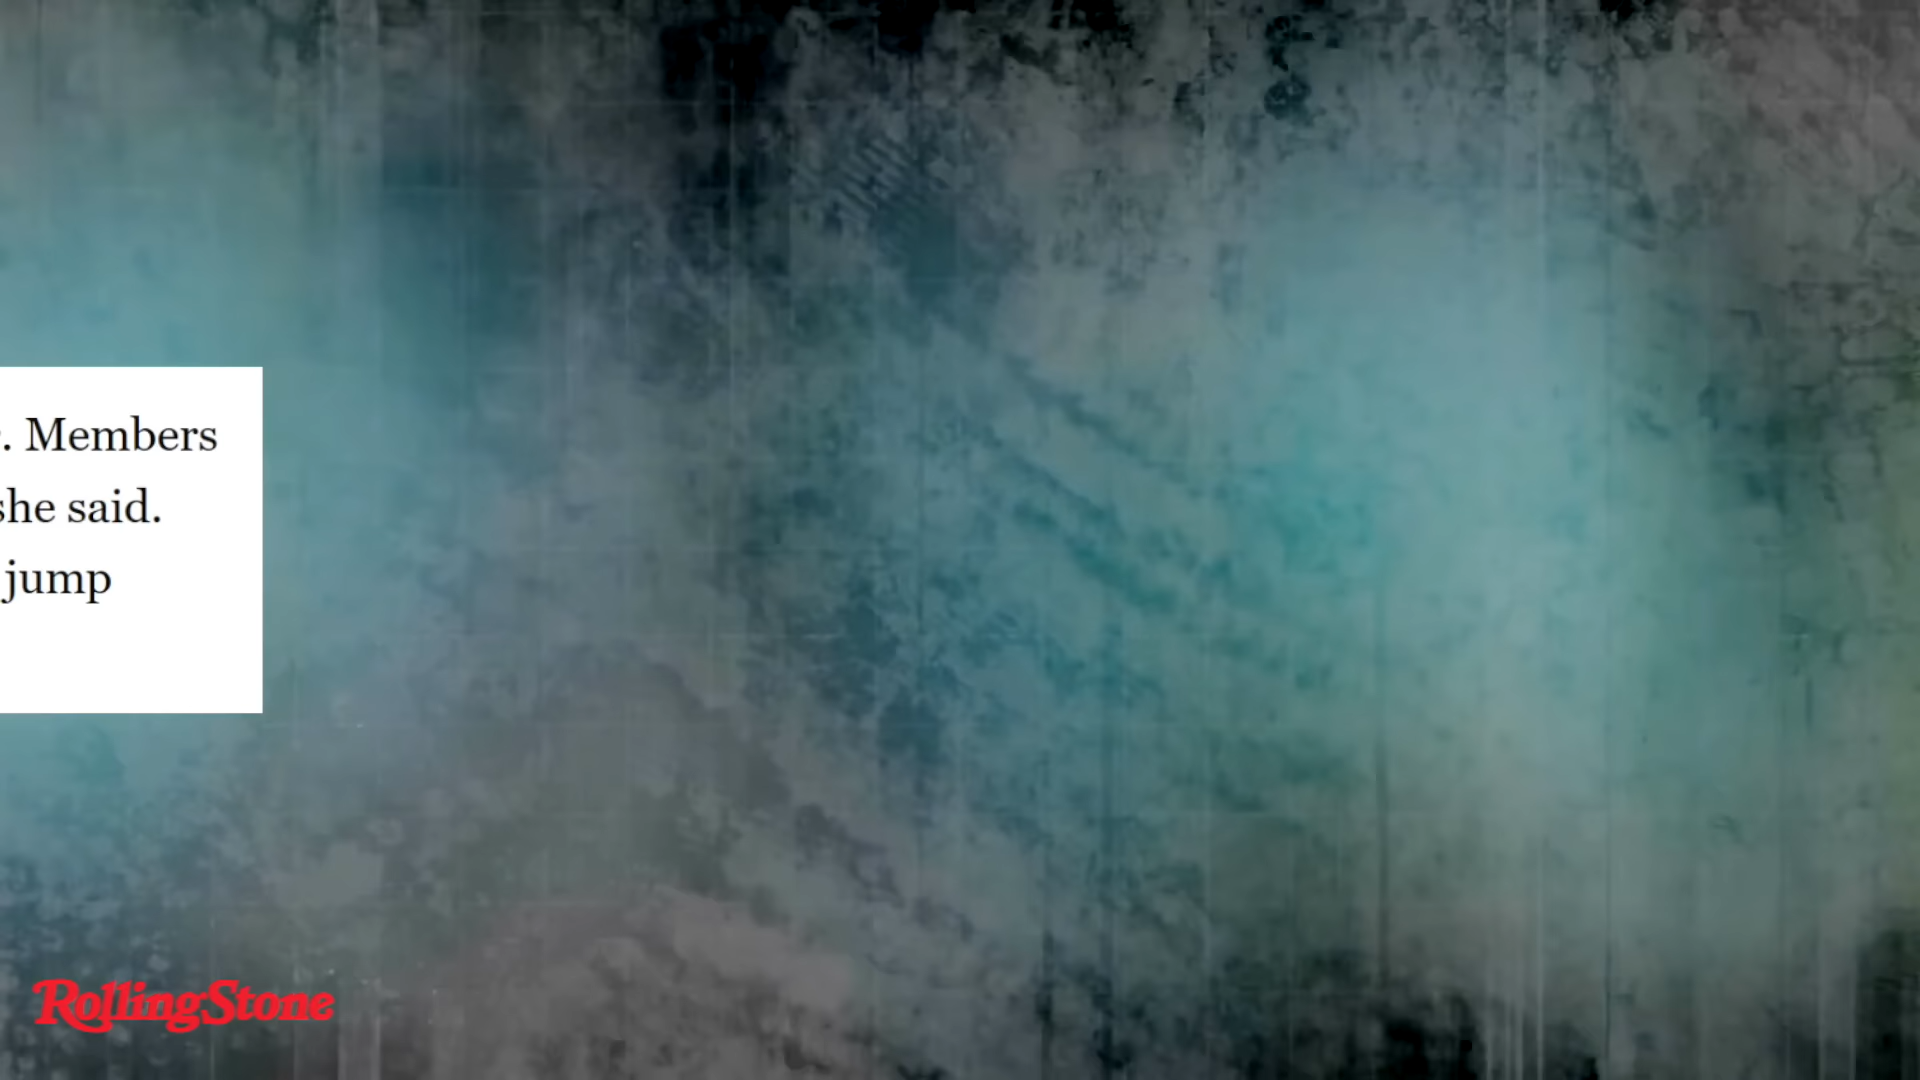 . Members
she said.
jump
RollingStone